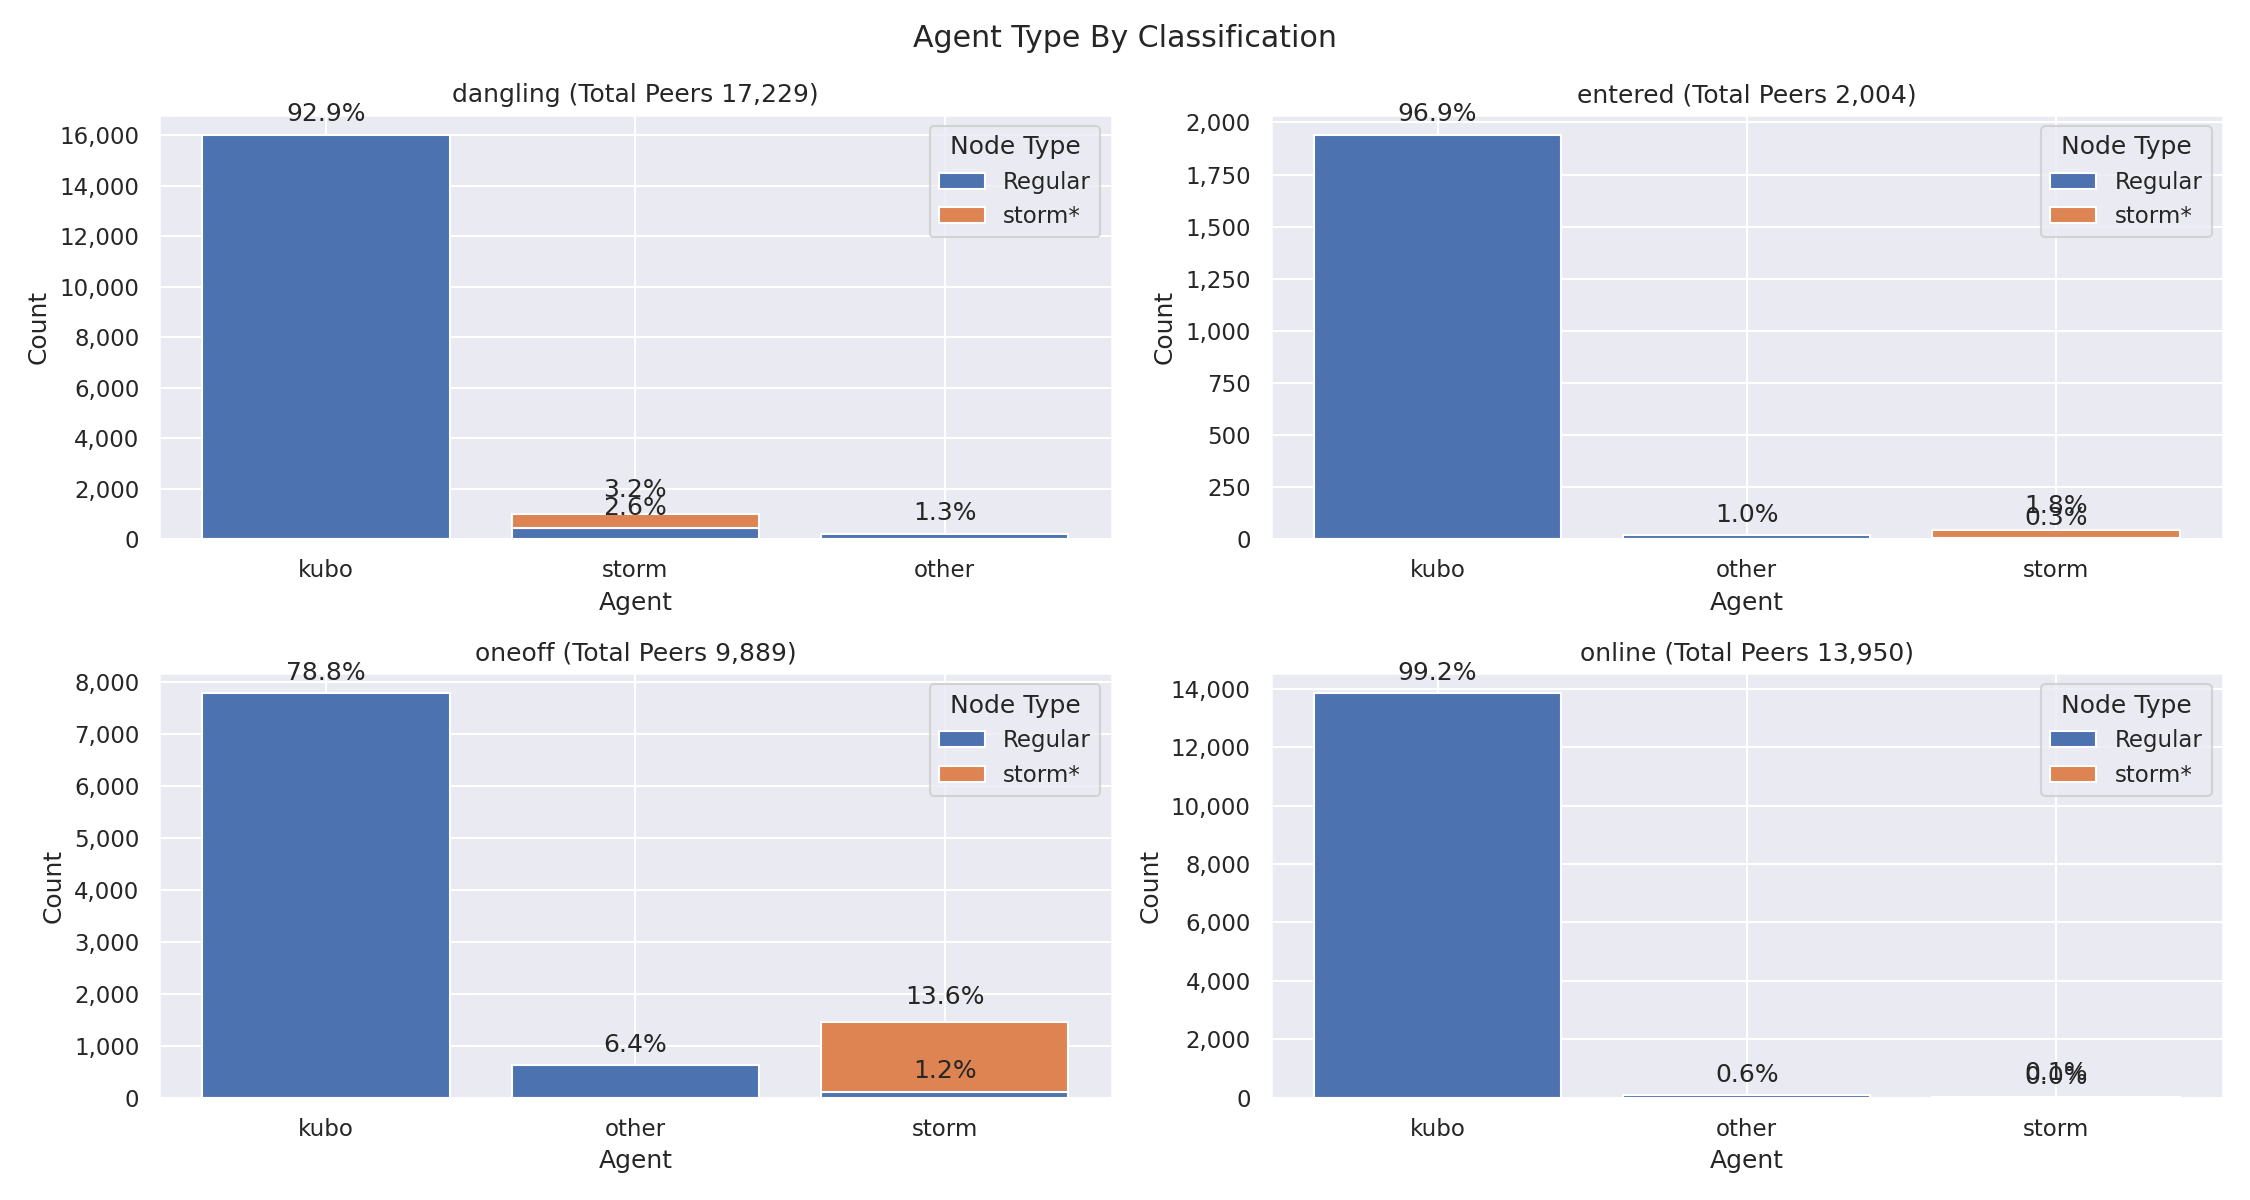 Agent Type By Classification
dangling (Total Peers 17,229)
92.9%
16,000
14,000
12,000
10,000
8,000
6,000
4,000
2,000
0
Count
3.2%
2.6%
1.3%
Node Type
Regular
storm*
kubo
storm
other
Agent
entered (Total Peers 2,004)
96.9%
2,000
1,750
1,500
1,250
1,000
750
500
250
0
Count
1.0%
1.8%
0.3%
Node Type
Regular
storm*
kubo
other
storm
Agent
oneoff (Total Peers 9,889)
78.8%
8,000
7,000
6,000
5,000
4,000
3,000
2,000
1,000
0
Count
6.4%
13.6%
1.2%
Node Type
Regular
storm*
kubo
other
storm
Agent
online (Total Peers 13,950)
99.2%
14,000
12,000
10,000
8,000
6,000
4,000
2,000
0
Count
0.6%
0.1%
0.0%
Node Type
Regular
storm*
kubo
other
storm
Agent